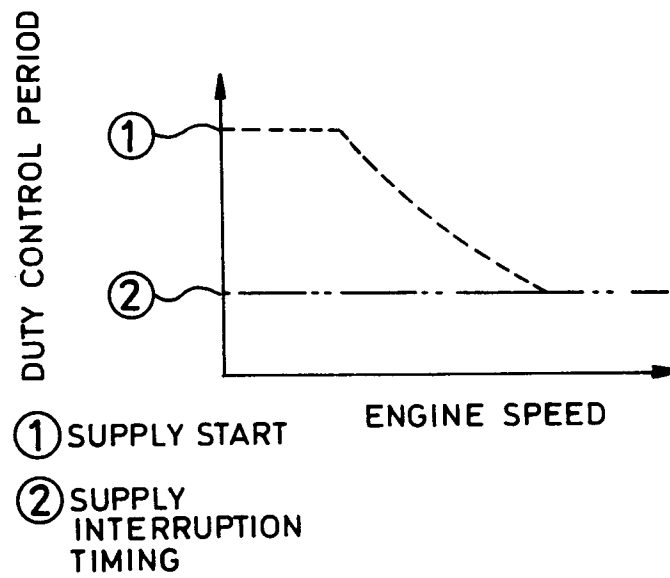 DUTY CONTROL PERIOD
①
②
ENGINE SPEED
① SUPPLY START
② SUPPLY
INTERRUPTION
TIMING